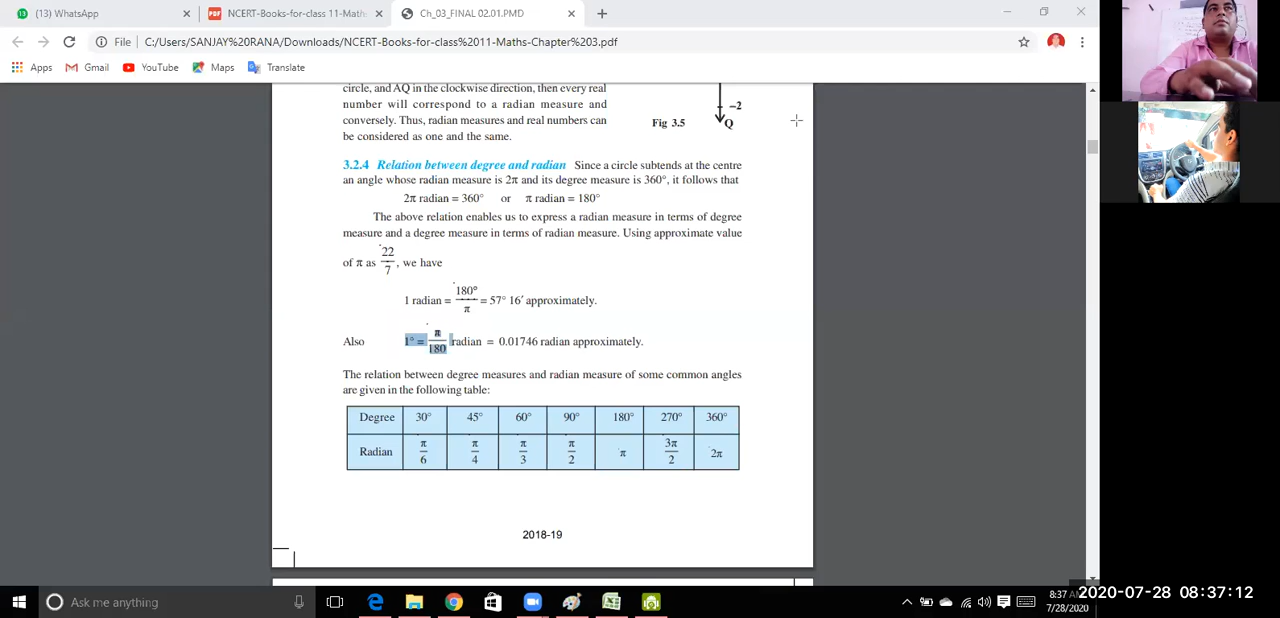 (13) WhatsApp
NCERT-Books-for-class 11-Math
Ch_03_FINAL 02.01.PMD
File C:/Users/SANJAY%20RANA/Downloads/NCERT-Books-for-class%2011-Maths-Chapter%203.pdf
Apps Gmail YouTube Maps Translate
circle, and AQ in the clockwise direction, then every real
number will correspond to a radian measure and
conversely. Thus, radian measures and real numbers can
be considered as one and the same.
−2
Q
Fig 3.5
3.2.4 Relation between degree and radian Since a circle subtends at the centre
an angle whose radian measure is 2π and its degree measure is 360°, it follows that
2π radian = 360° or π radian = 180°
The above relation enables us to express a radian measure in terms of degree
measure and a degree measure in terms of radian measure. Using approximate value
of π as 22/7, we have
1 radian = 180°/π = 57° 16′ approximately.
Also 1° = π/180 radian = 0.01746 radian approximately.
The relation between degree measures and radian measure of some common angles
are given in the following table:
Degree 30° 45° 60° 90° 180° 270° 360°
Radian π/6 π/4 π/3 π/2 π 3π/2 2π
2018-19
Ask me anything
8:37 A
7/28/2020
2020-07-28 08:37:12